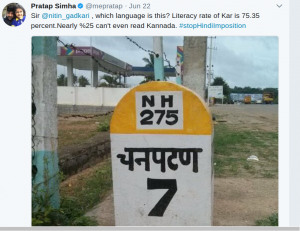 Pratap Simha @mepratap · Jun 22
Sir @nitin_gadkari , which language is this? Literacy rate of Kar is 75.35
percent.Nearly %25 can't even read Kannada. #stopHindiImposition
NH
275
चनपटण
7